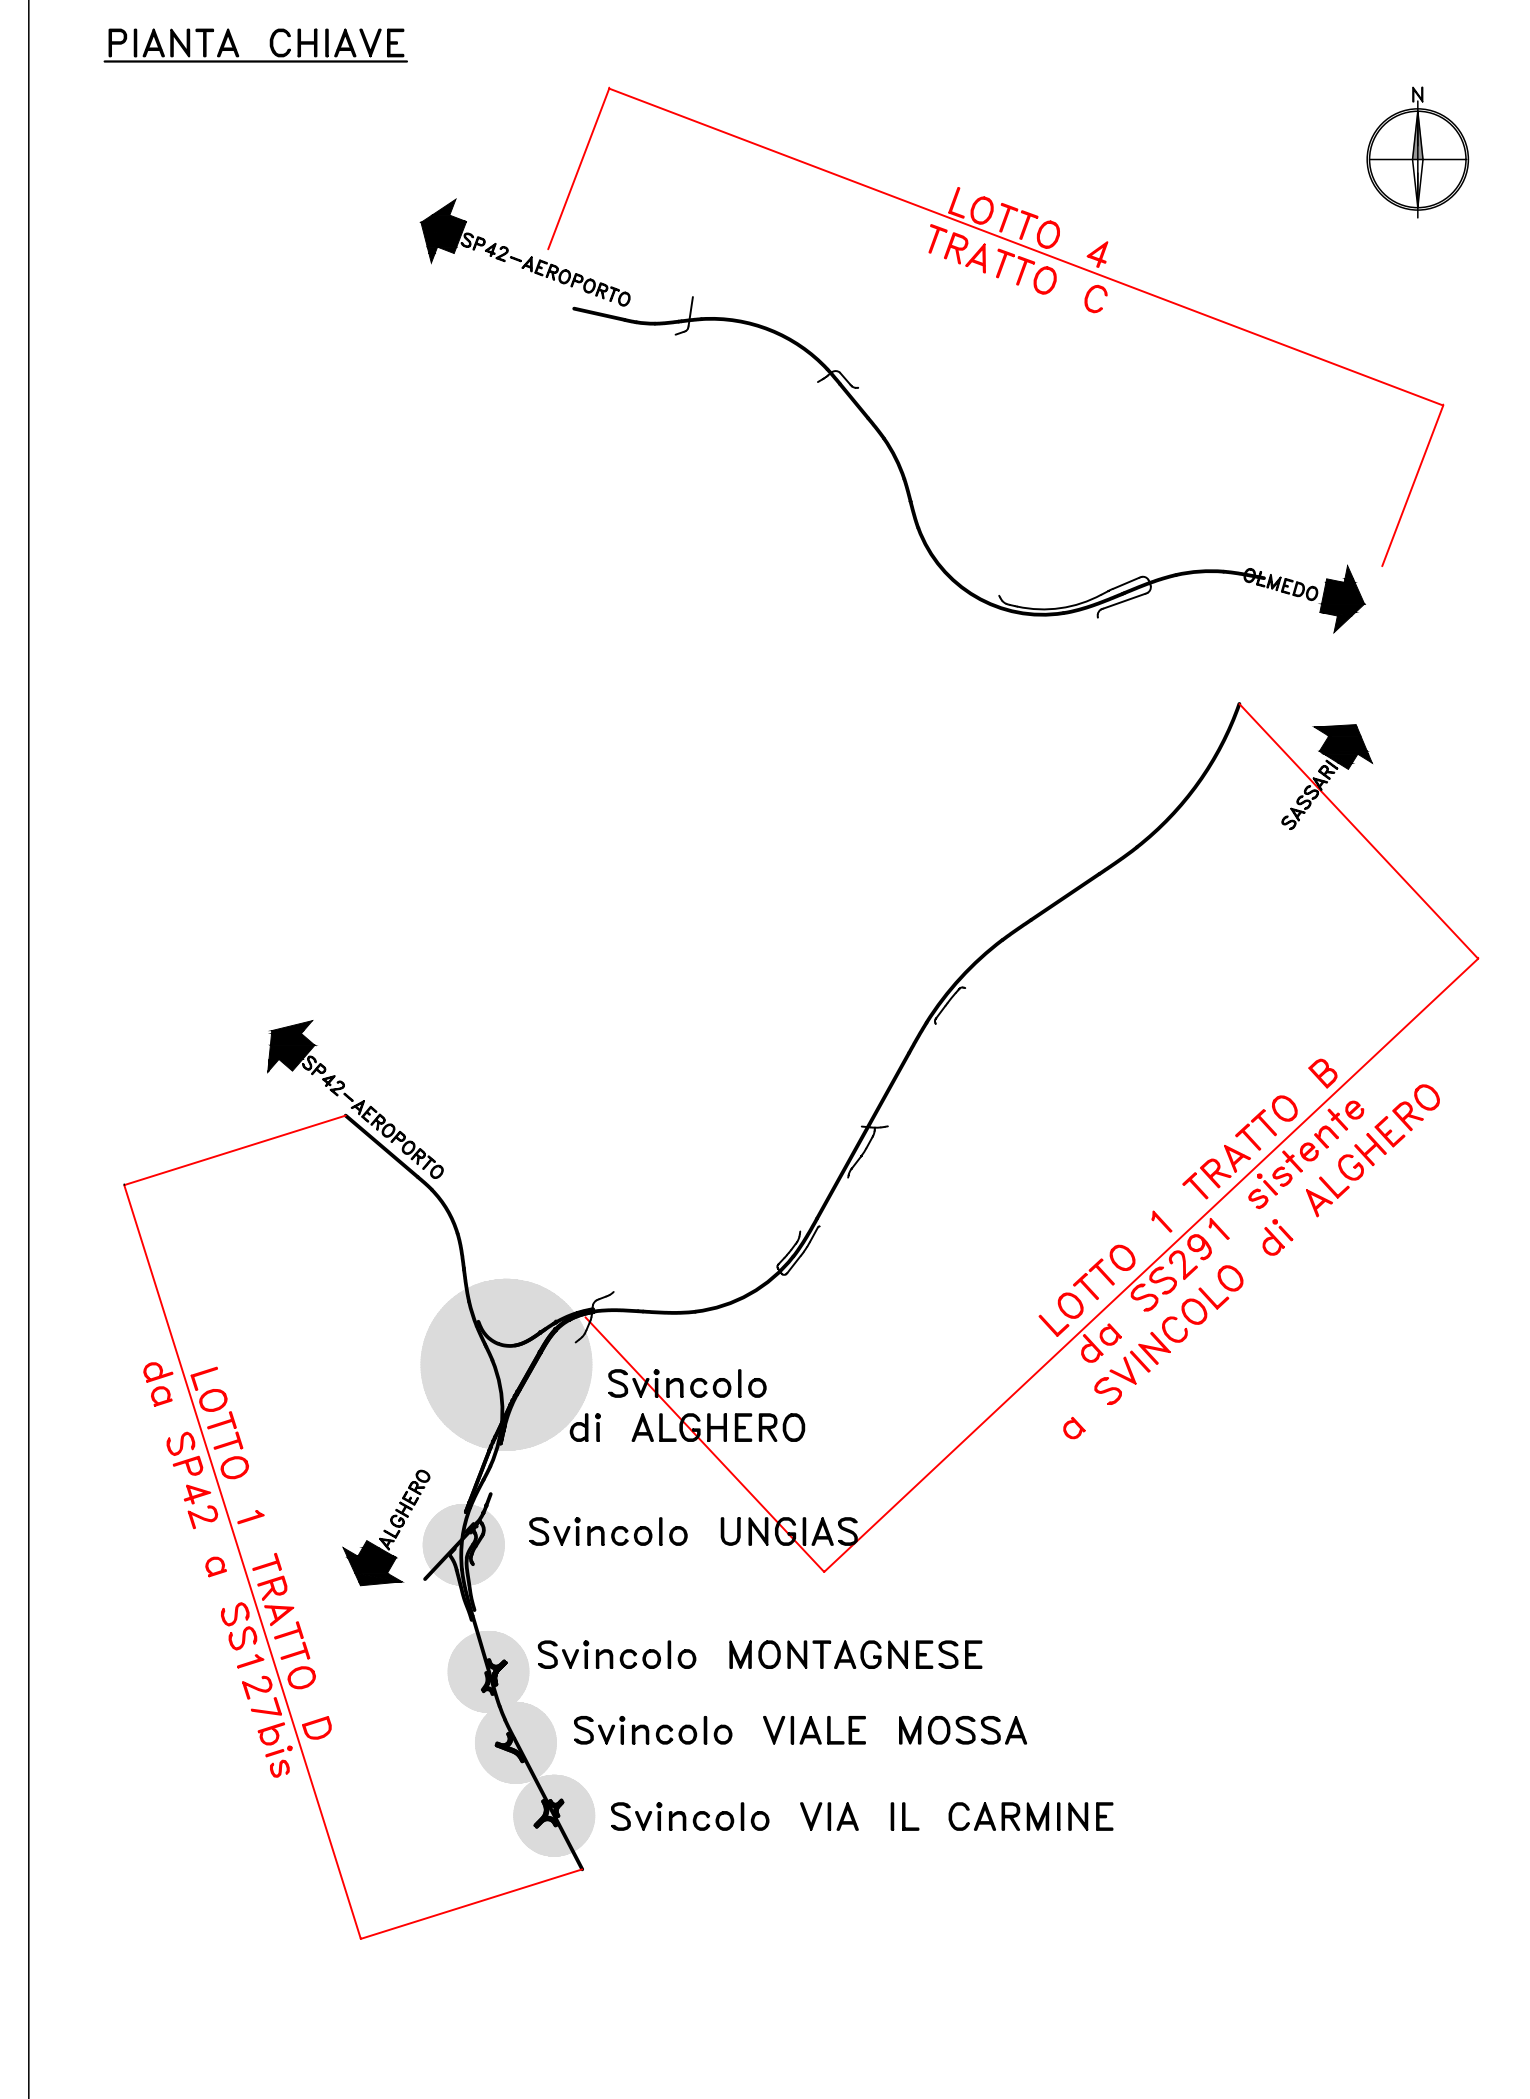 PIANTA CHIAVE
N
LOTTO 4
TRATTO C
SP42-AEROPORTO
OLMEDO
SASSARI
SP42-AEROPORTO
LOTTO 1 TRATTO B
da SS291 sistente
a SVINCOLO di ALGHERO
Svincolo
di ALGHERO
LOTTO 1 TRATTO D
da SP42 a SS127bis
ALGHERO
Svincolo UNGIAS
Svincolo MONTAGNESE
Svincolo VIALE MOSSA
Svincolo VIA IL CARMINE